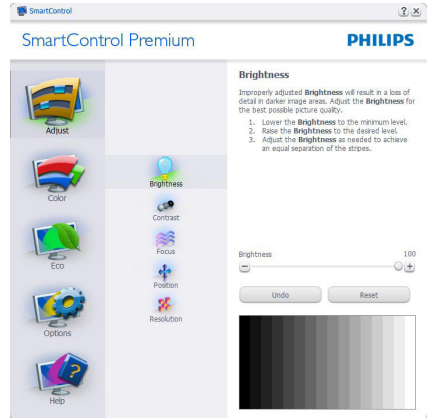 SmartControl
? ×
SmartControl Premium
PHILIPS
Adjust
Color
Eco
Options
Help
Brightness
Contrast
Focus
Position
Resolution
Brightness
Improperly adjusted Brightness will result in a loss of
detail in darker image areas. Adjust the Brightness for
the best possible picture quality.
1. Lower the Brightness to the minimum level.
2. Raise the Brightness to the desired level.
3. Adjust the Brightness as needed to achieve
an equal separation of the stripes.
Brightness 100
Undo Reset